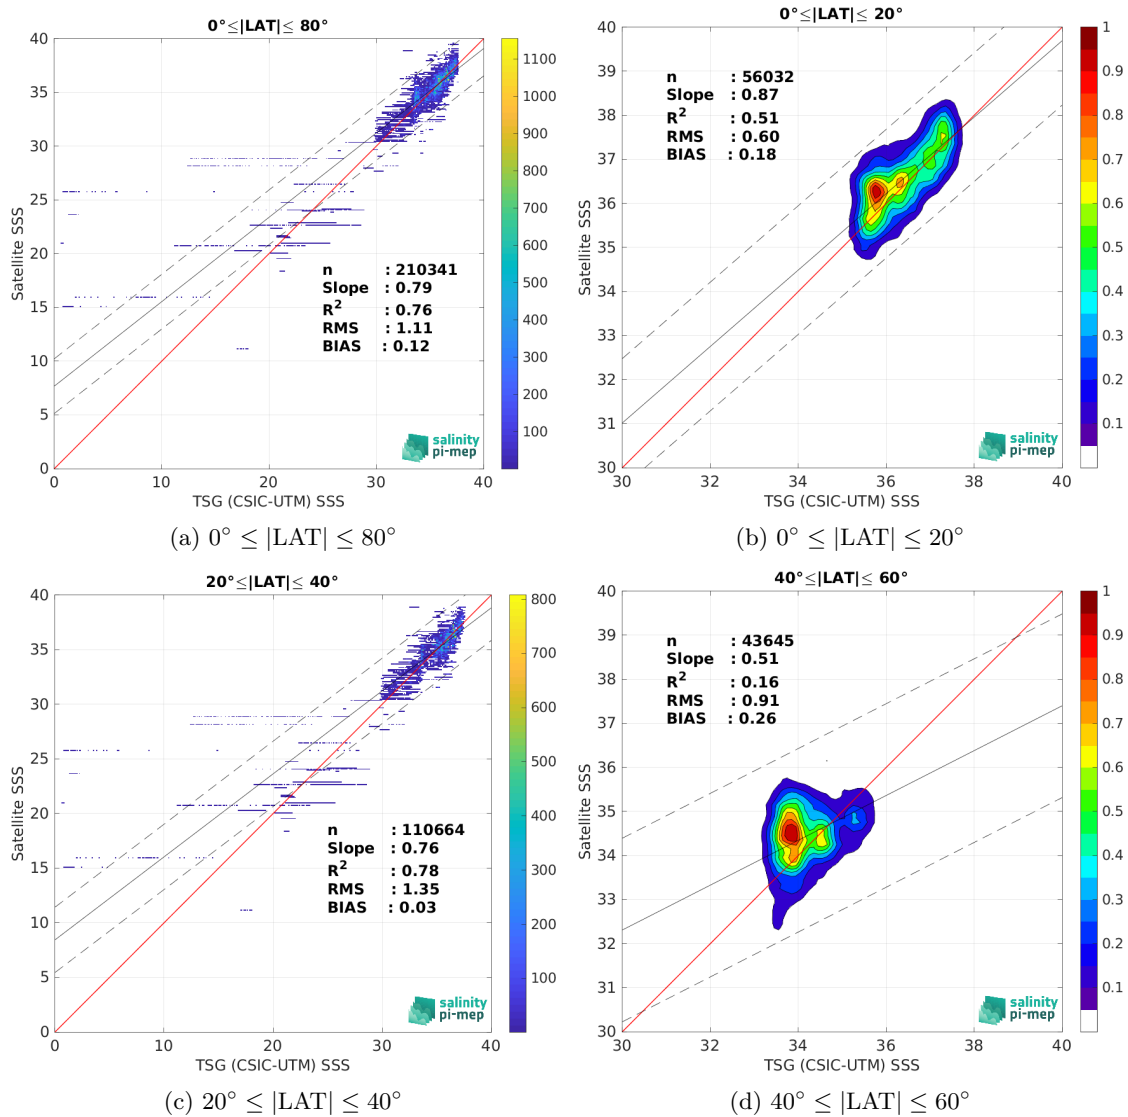 0°≤|LAT|≤ 80°
Satellite SSS
40
35
30
25
20
15
10
5
0
n : 210341
Slope : 0.79
R2 : 0.76
RMS : 1.11
BIAS : 0.12
salinity
pi-mep
0 10 20 30 40
TSG (CSIC-UTM) SSS
1100
1000
900
800
700
600
500
400
300
200
100
(a) 0° ≤ |LAT| ≤ 80°
0°≤|LAT|≤ 20°
Satellite SSS
40
39
38
37
36
35
34
33
32
31
30
n : 56032
Slope : 0.87
R2 : 0.51
RMS : 0.60
BIAS : 0.18
salinity
pi-mep
30 32 34 36 38 40
TSG (CSIC-UTM) SSS
1
0.9
0.8
0.7
0.6
0.5
0.4
0.3
0.2
0.1
(b) 0° ≤ |LAT| ≤ 20°
20°≤|LAT|≤ 40°
Satellite SSS
40
35
30
25
20
15
10
5
0
n : 110664
Slope : 0.76
R2 : 0.78
RMS : 1.35
BIAS : 0.03
salinity
pi-mep
0 10 20 30 40
TSG (CSIC-UTM) SSS
800
700
600
500
400
300
200
100
(c) 20° ≤ |LAT| ≤ 40°
40°≤|LAT|≤ 60°
Satellite SSS
40
39
38
37
36
35
34
33
32
31
30
n : 43645
Slope : 0.51
R2 : 0.16
RMS : 0.91
BIAS : 0.26
salinity
pi-mep
30 32 34 36 38 40
TSG (CSIC-UTM) SSS
1
0.9
0.8
0.7
0.6
0.5
0.4
0.3
0.2
0.1
(d) 40° ≤ |LAT| ≤ 60°